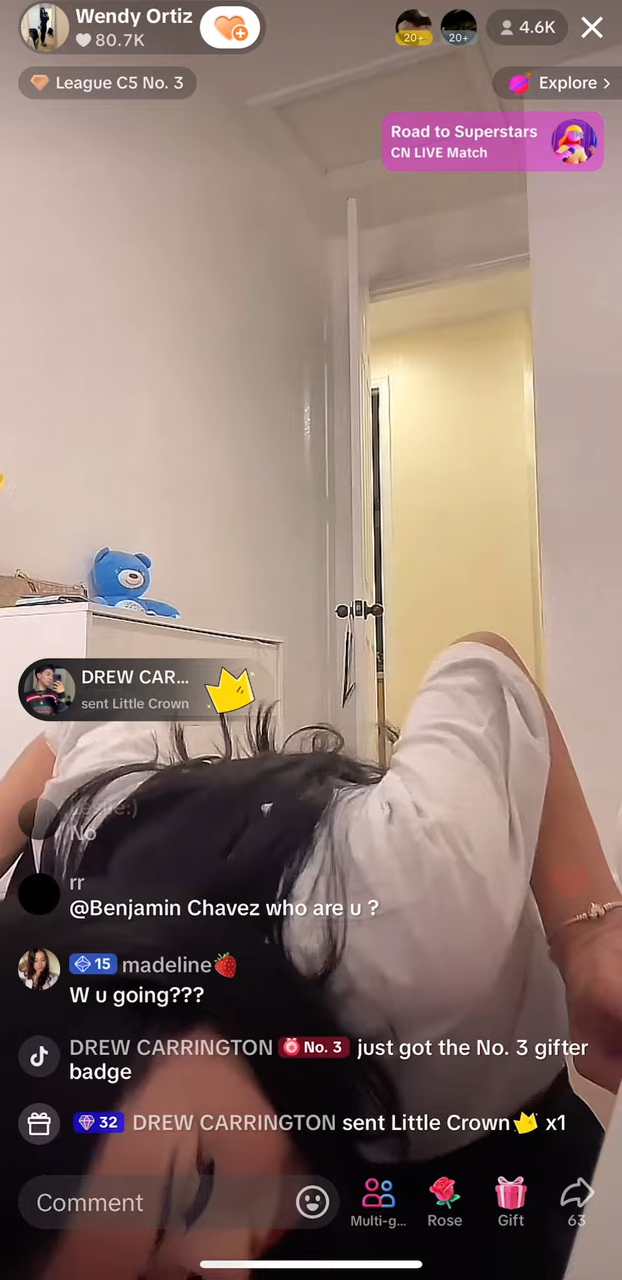 Wendy Ortiz
80.7K
20+
20+
4.6K
League C5 No. 3
Explore >
Road to Superstars
CN LIVE Match
DREW CAR...
sent Little Crown
No
rr
@Benjamin Chavez who are u ?
15 madeline🍓
W u going???
DREW CARRINGTON No. 3 just got the No. 3 gifter
badge
32 DREW CARRINGTON sent Little Crown x1
Comment
Multi-g...
Rose
Gift
63